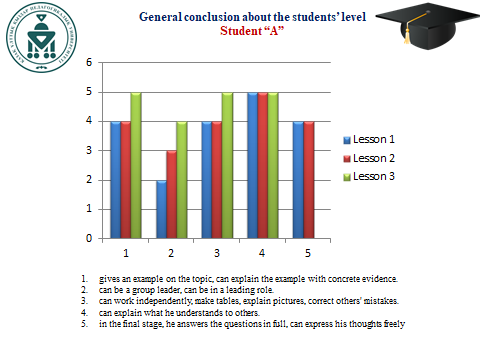 General conclusion about the students' level
Student “A”
6
5
4
3
2
1
0
1 2 3 4 5
Lesson 1
Lesson 2
Lesson 3
1. gives an example on the topic, can explain the example with concrete evidence.
2. can be a group leader, can be in a leading role.
3. can work independently, make tables, explain pictures, correct others' mistakes.
4. can explain what he understands to others.
5. in the final stage, he answers the questions in full, can express his thoughts freely